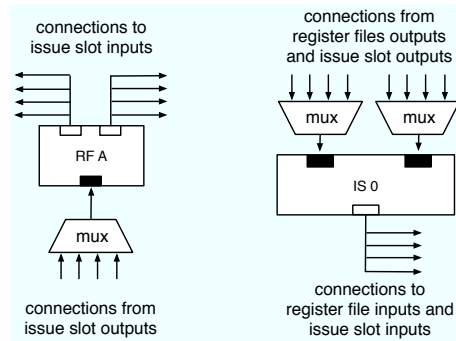 connections to
issue slot inputs
RF A
mux
connections from
issue slot outputs
connections from
register files outputs
and issue slot outputs
mux
mux
IS 0
connections to
register file inputs and
issue slot inputs